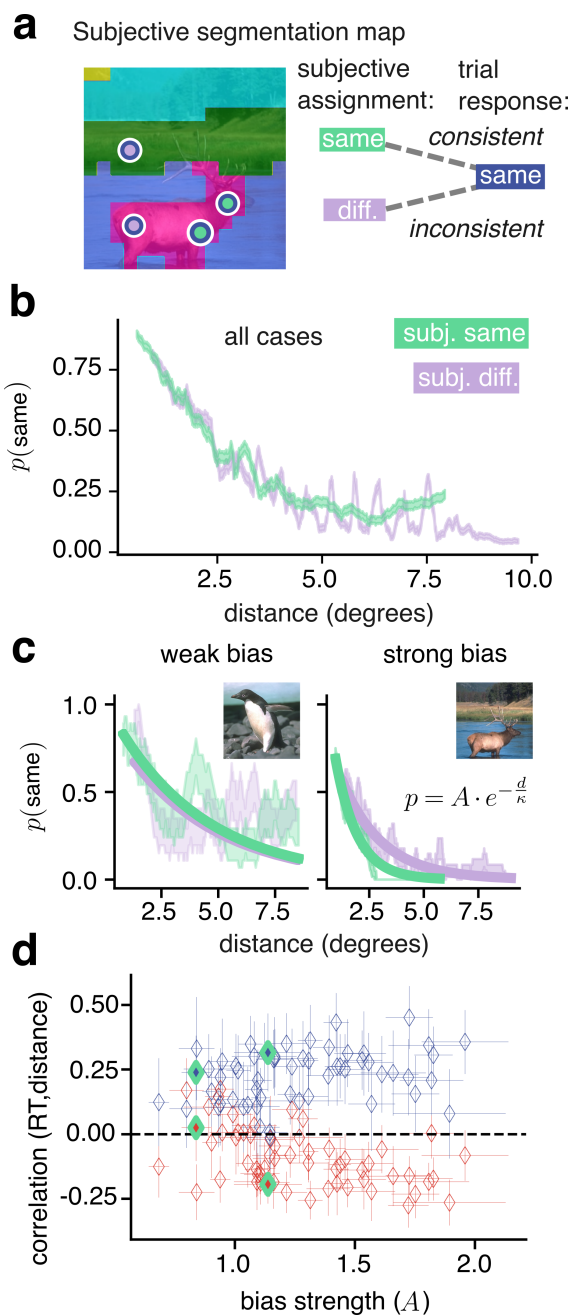 a Subjective segmentation map
subjective trial
assignment: response:
same consistent
same
diff. inconsistent
b
all cases subj. same
subj. diff.
p(same)
0.75
0.50
0.25
0.00
2.5 5.0 7.5 10.0
distance (degrees)
c weak bias strong bias
p(same)
1.0
0.5
0.0
p = A · e^{-d/κ}
2.5 5.0 7.5 2.5 5.0 7.5
distance (degrees)
d
correlation (RT,distance)
0.50
0.25
0.00
-0.25
1.0 1.5 2.0
bias strength (A)